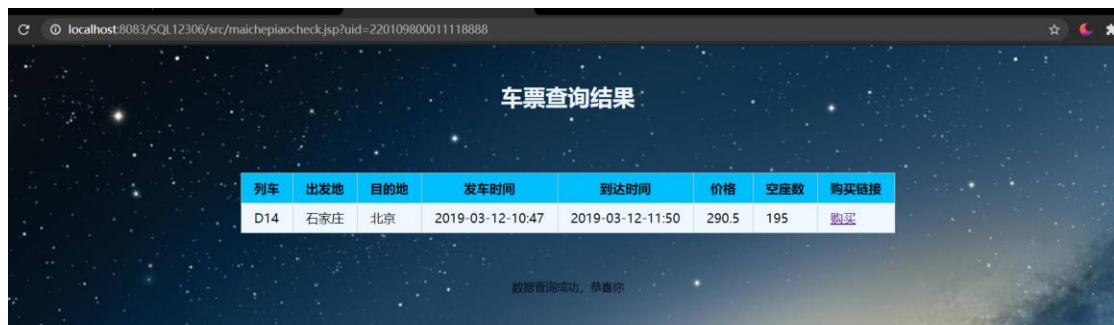 localhost:8083/SQL12306/src/maichepiaocheck.jsp?uid=220109800011118888
车票查询结果
列车 出发地 目的地 发车时间 到达时间 价格 空座数 购买链接
D14 石家庄 北京 2019-03-12-10:47 2019-03-12-11:50 290.5 195 购买
数据查询成功，恭喜你